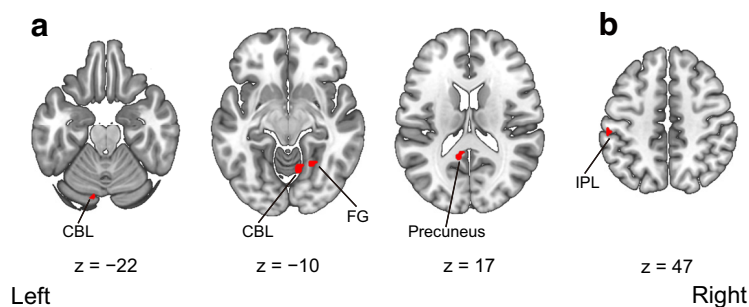 a
b
CBL
CBL
FG
Precuneus
IPL
z = −22
z = −10
z = 17
z = 47
Left
Right